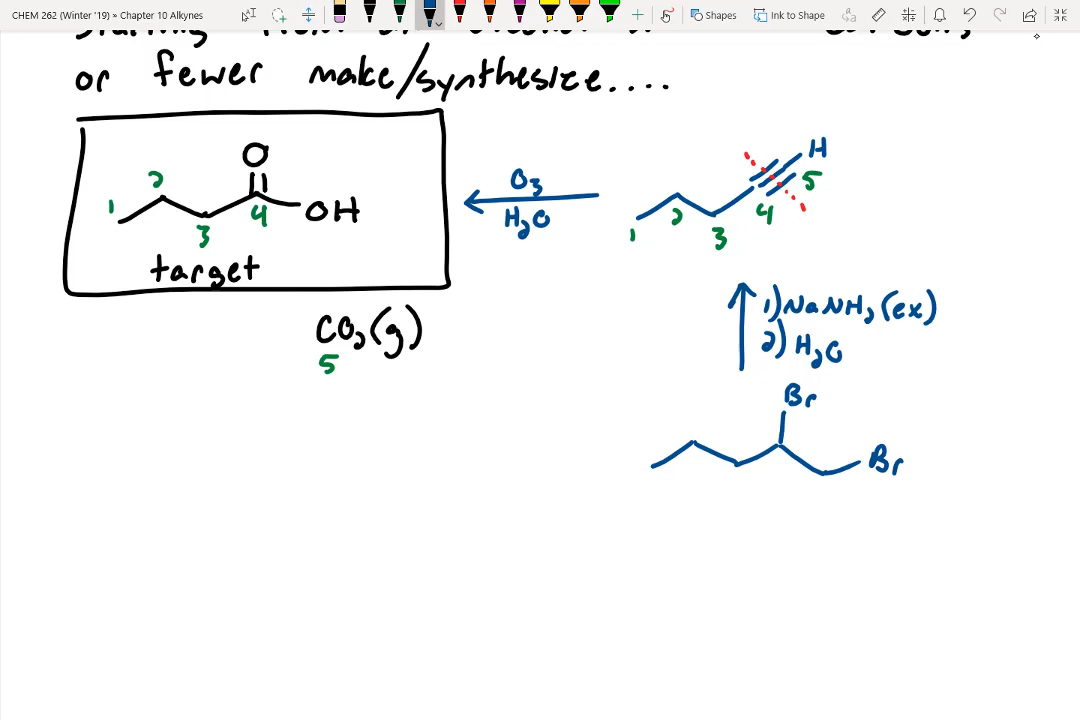 CHEM 262 (Winter '19) » Chapter 10 Alkynes
Shapes
Ink to Shape
or fewer make/synthesize....
O
OH
1 2 3 4
target
CO₂(g)
5
O₃
H₂O
H
1 2 3 4 5
1) NaNH₂ (ex)
2) H₂O
Br
Br